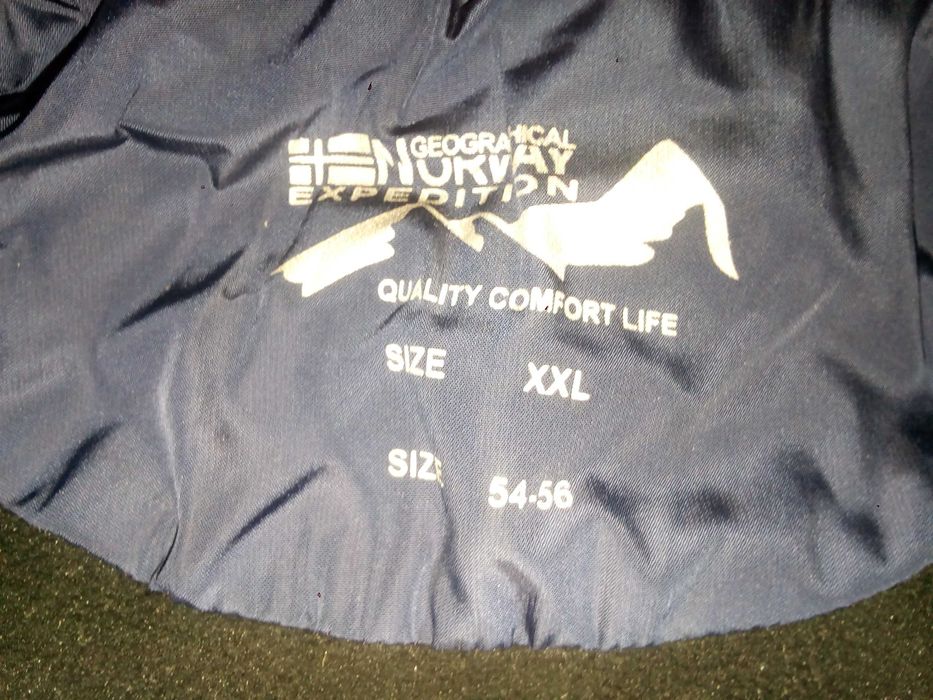 GEOGRAPHICAL
NORWAY
EXPEDITION
QUALITY COMFORT LIFE
SIZE XXL
SIZE 54-56